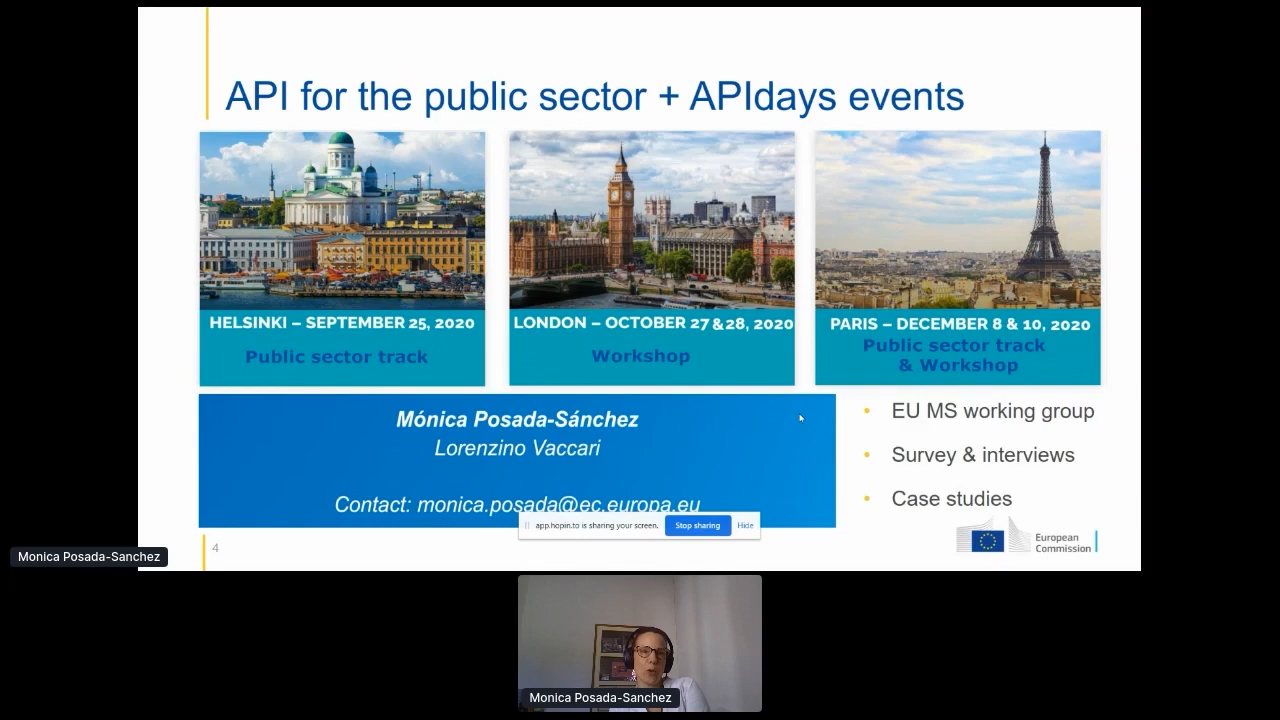 API for the public sector + APIdays events
HELSINKI – SEPTEMBER 25, 2020
Public sector track
LONDON – OCTOBER 27 & 28, 2020
Workshop
PARIS – DECEMBER 8 & 10, 2020
Public sector track
& Workshop
Mónica Posada-Sánchez
Lorenzino Vaccari
Contact: monica.posada@ec.europa.eu
• EU MS working group
• Survey & interviews
• Case studies
app.hopin.to is sharing your screen.
Stop sharing
Hide
4
European
Commission
Monica Posada-Sanchez
Monica Posada-Sanchez